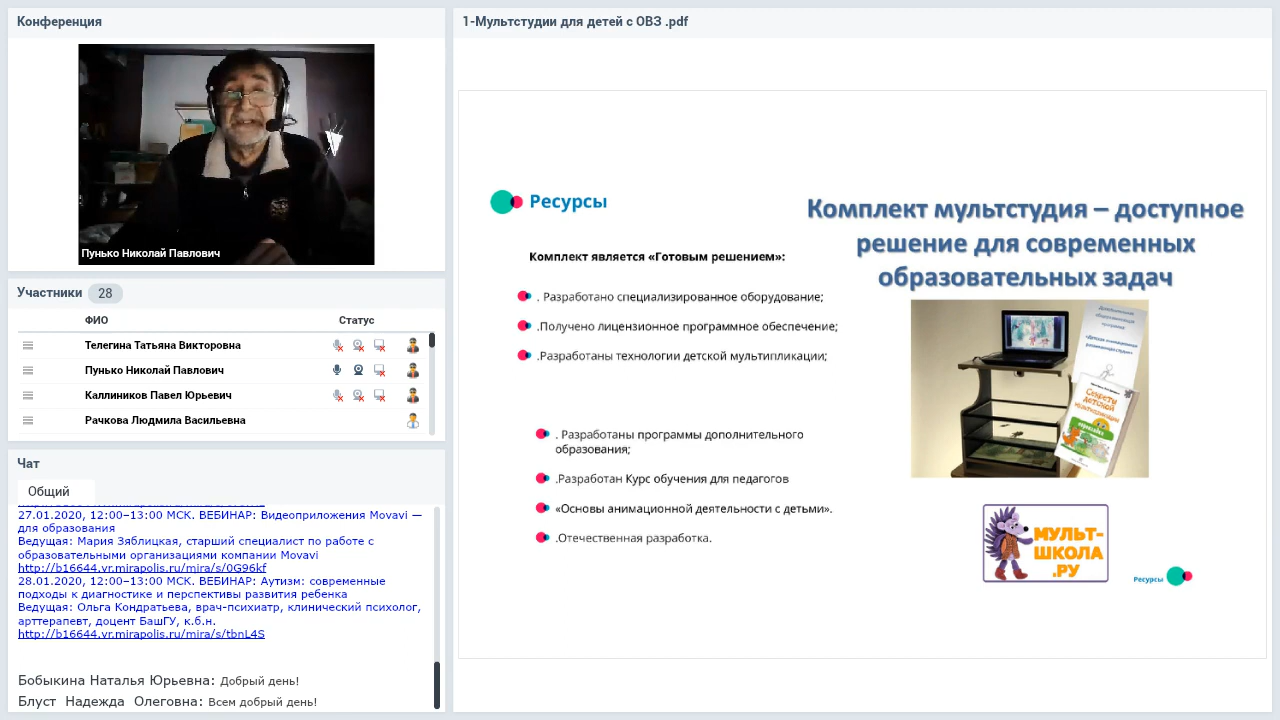 Конференция
Пунько Николай Павлович
Участники 28
ФИО Статус
Телегина Татьяна Викторовна
Пунько Николай Павлович
Каллиников Павел Юрьевич
Рачкова Людмила Васильевна
Чат
Общий
27.01.2020, 12:00–13:00 МСК. ВЕБИНАР: Видеоприложения Movavi —
для образования
Ведущая: Мария Зяблицкая, старший специалист по работе с
образовательными организациями компании Movavi
http://b16644.vr.mirapolis.ru/mira/s/0G96kf
28.01.2020, 12:00–13:00 МСК. ВЕБИНАР: Аутизм: современные
подходы к диагностике и перспективы развития ребенка
Ведущая: Ольга Кондратьева, врач-психиатр, клинический психолог,
арттерапевт, доцент БашГУ, к.б.н.
http://b16644.vr.mirapolis.ru/mira/s/tbnL4S
Бобыкина Наталья Юрьевна: Добрый день!
Блуст Надежда Олеговна: Всем добрый день!
1-Мультстудии для детей с ОВЗ .pdf
Ресурсы
Комплект является «Готовым решением»:
. Разработано специализированное оборудование;
.Получено лицензионное программное обеспечение;
.Разработаны технологии детской мультипликации;
. Разработаны программы дополнительного
образования;
.Разработан Курс обучения для педагогов
«Основы анимационной деятельности с детьми».
.Отечественная разработка.
Комплект мультстудия – доступное
решение для современных
образовательных задач
Секреты
детской
мультипликации
МУЛЬТ-
ШКОЛА
.РУ
Ресурсы